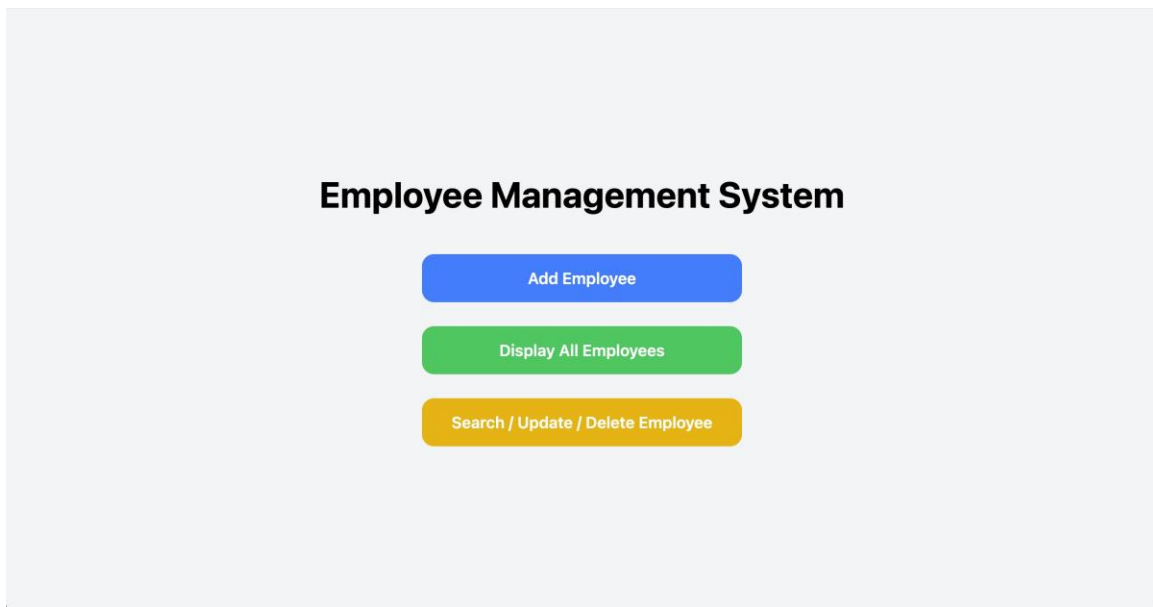 Employee Management System
Add Employee
Display All Employees
Search / Update / Delete Employee